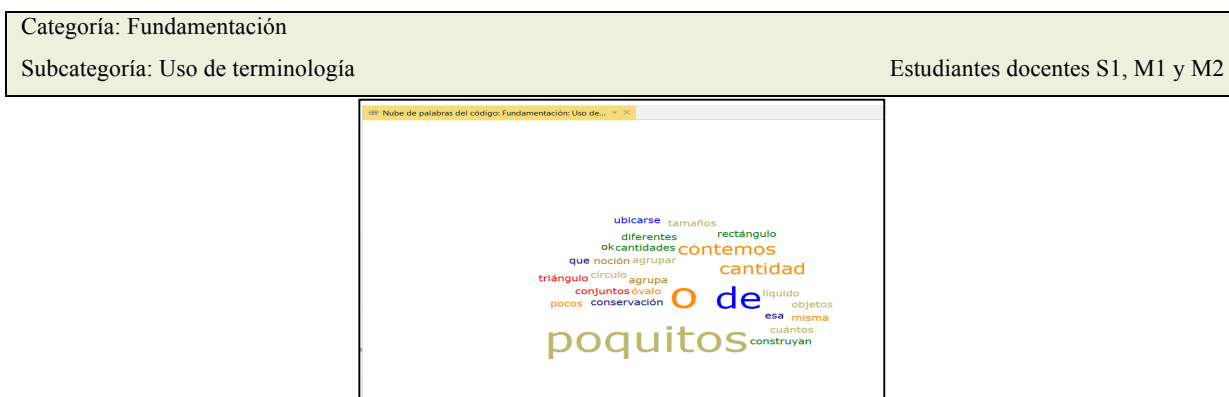 Categoría: Fundamentación
Subcategoría: Uso de terminología Estudiantes docentes S1, M1 y M2
Nube de palabras del código: Fundamentación: Uso de...
ubicarse tamaños
diferentes rectángulo
ok cantidades contemos
que noción agrupar
cantidad
triángulo círculo agrupa
conjuntos óvalo o de líquido
pocos conservación objetos
esa misma
cuántos
poquitos construyan